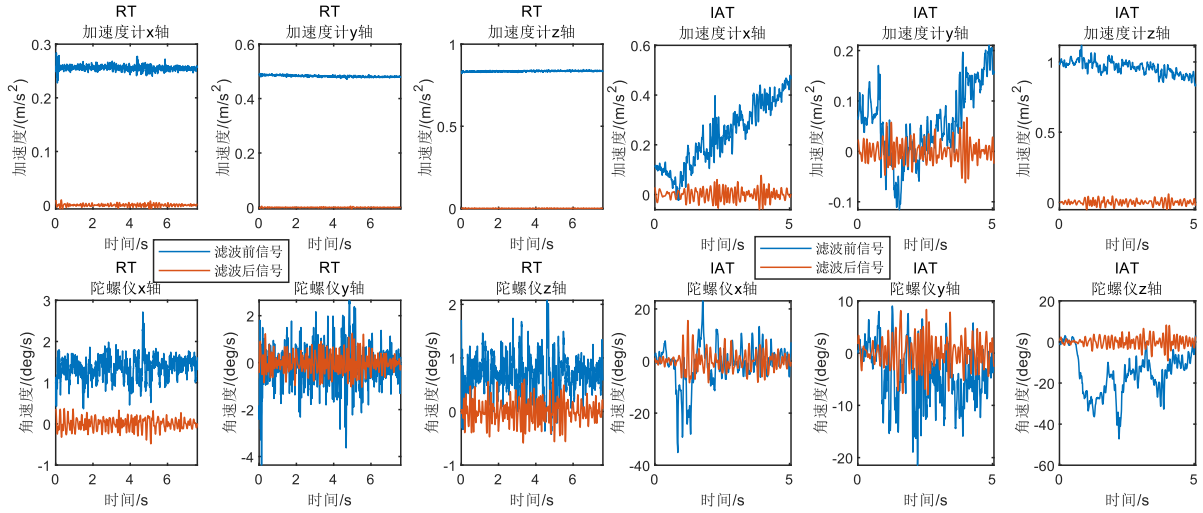 RT
加速度计x轴
0.3
0.2
0.1
0
加速度/(m/s²)
0 2 4 6
时间/s
RT
加速度计y轴
0.6
0.4
0.2
0
加速度/(m/s²)
0 2 4 6
时间/s
RT
加速度计z轴
1
0.5
0
加速度/(m/s²)
0 2 4 6
时间/s
IAT
加速度计x轴
0.6
0.4
0.2
0
加速度/(m/s²)
0 5
时间/s
IAT
加速度计y轴
0.2
0.1
0
-0.1
加速度/(m/s²)
0 5
时间/s
IAT
加速度计z轴
1
0.5
0
加速度/(m/s²)
0 5
时间/s
滤波前信号
滤波后信号
滤波前信号
滤波后信号
RT
陀螺仪x轴
3
2
1
0
-1
角速度/(deg/s)
0 2 4 6
时间/s
RT
陀螺仪y轴
2
0
-2
-4
角速度/(deg/s)
0 2 4 6
时间/s
RT
陀螺仪z轴
2
1
0
-1
角速度/(deg/s)
0 2 4 6
时间/s
IAT
陀螺仪x轴
20
0
-20
-40
角速度/(deg/s)
0 5
时间/s
IAT
陀螺仪y轴
10
0
-10
-20
角速度/(deg/s)
0 5
时间/s
IAT
陀螺仪z轴
20
0
-20
-40
-60
角速度/(deg/s)
0 5
时间/s